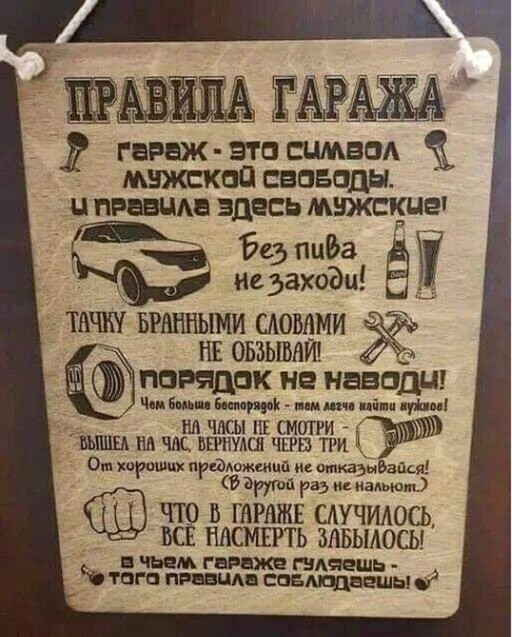 ПРАВИЛА ГАРАЖА
ГАРАЖ - ЭТО СИМВОЛ
МУЖСКОЙ СВОБОДЫ.
И ПРАВИЛА ЗДЕСЬ МУЖСКИЕ!
Без пива
не заходи!
ТАЧКУ БРАННЫМИ СЛОВАМИ
НЕ ОБЗЫВАЙ!
ПОРЯДОК НЕ НАВОДИ!
Чем больше беспорядок - тем легче найти нужное!
НА ЧАСЫ НЕ СМОТРИ -
ВЫШЕЛ НА ЧАС, ВЕРНУЛСЯ ЧЕРЕЗ ТРИ.
От хороших предложений не отказывайся!
(В другой раз не нальют.)
ЧТО В ГАРАЖЕ СЛУЧИЛОСЬ,
ВСЁ НАСМЕРТЬ ЗАБЫЛОСЬ!
В ЧЬЕМ ГАРАЖЕ ГУЛЯЕШЬ -
ТОГО ПРАВИЛА СОБЛЮДАЕШЬ!